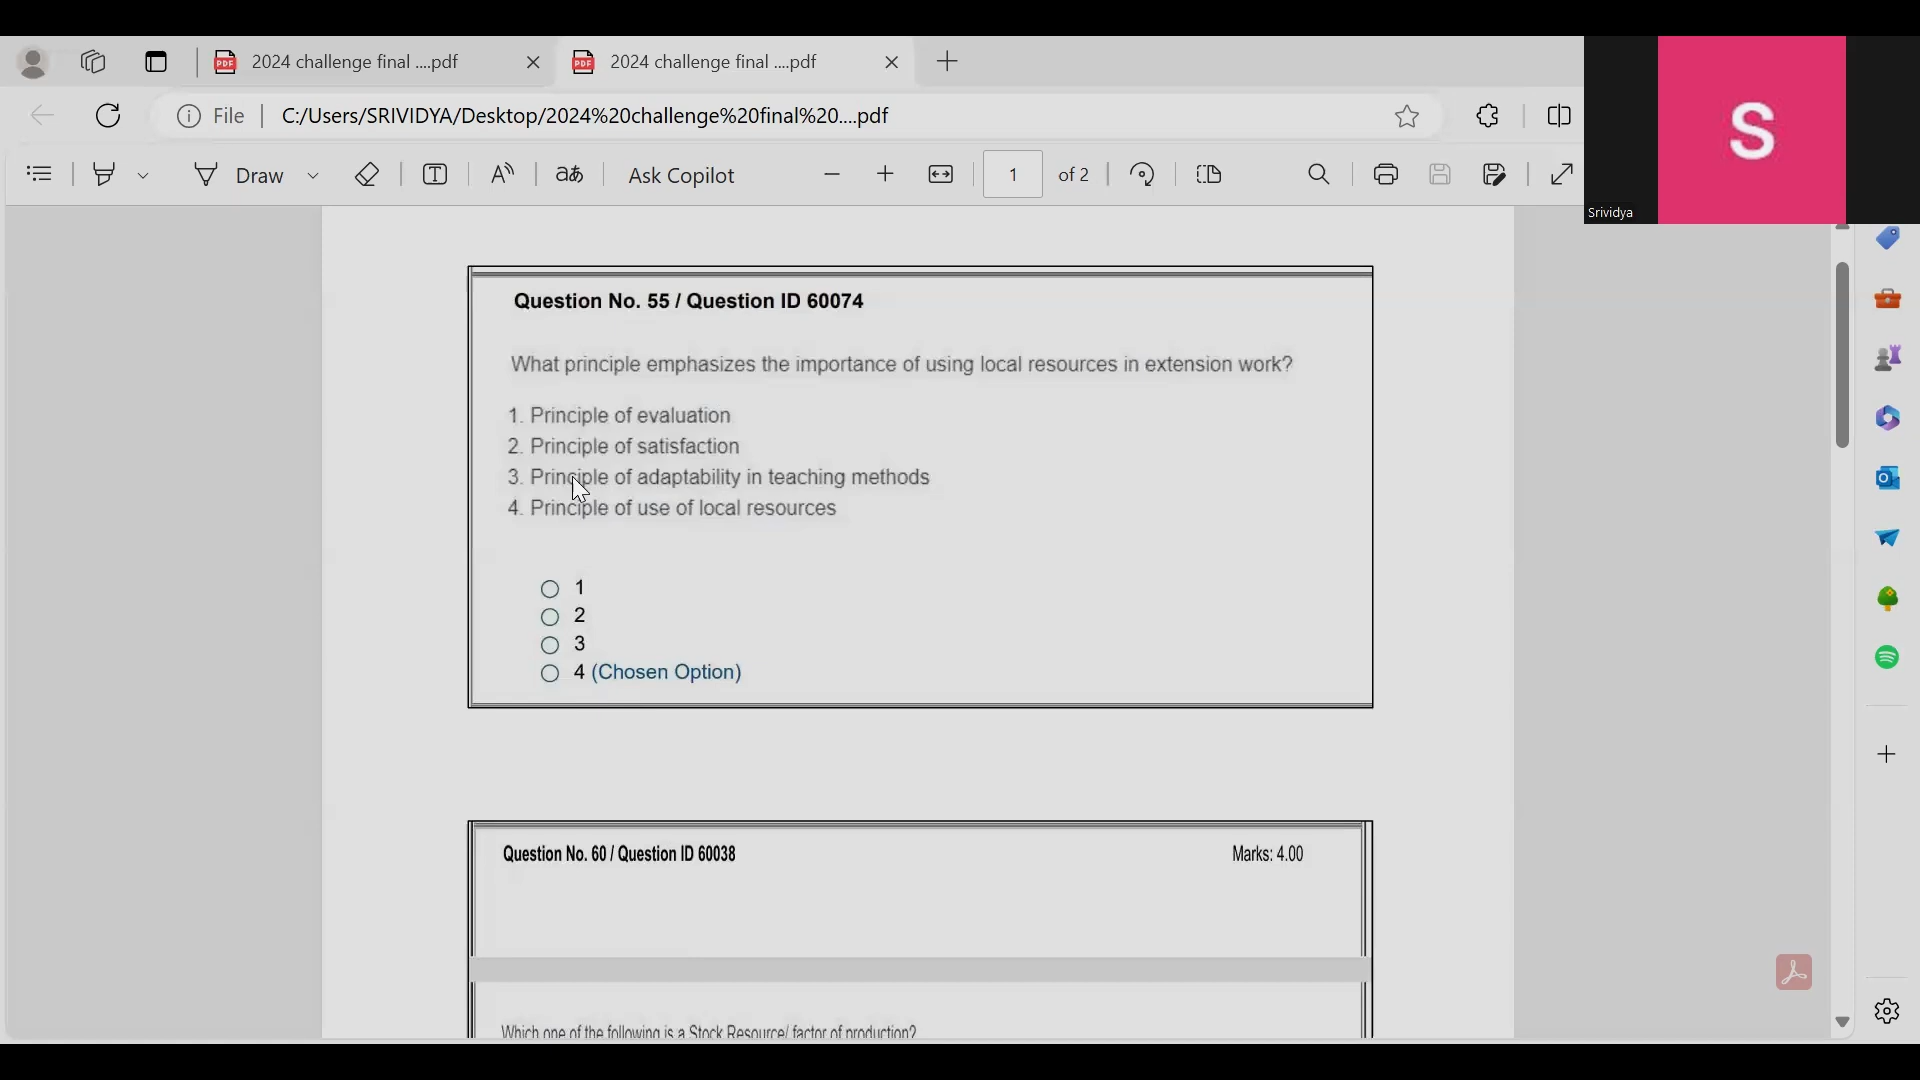 2024 challenge final ....pdf
2024 challenge final ....pdf
File
C:/Users/SRIVIDYA/Desktop/2024%20challenge%20final%20....pdf
Draw
Ask Copilot
1 of 2
S
Srividya
Question No. 55 / Question ID 60074
What principle emphasizes the importance of using local resources in extension work?
1. Principle of evaluation
2. Principle of satisfaction
3. Principle of adaptability in teaching methods
4. Principle of use of local resources
1
2
3
4 (Chosen Option)
Question No. 60 / Question ID 60038 Marks: 4.00
Which one of the following is a Stock Resource/ factor of production?